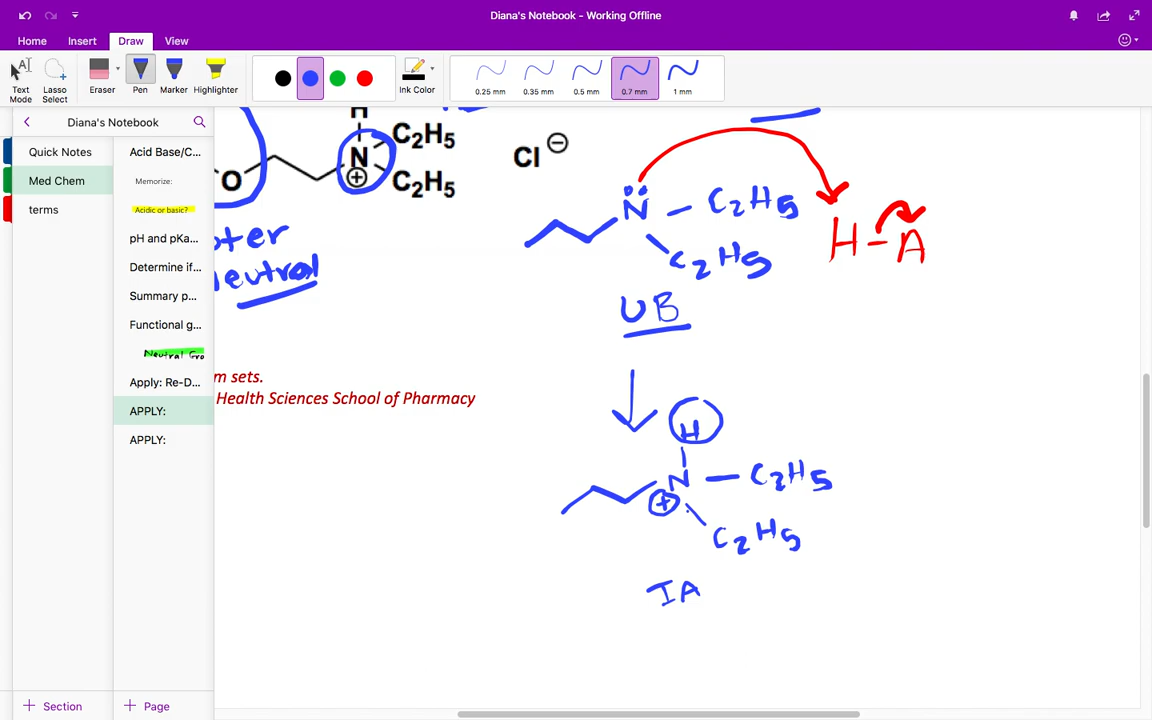 Diana's Notebook - Working Offline
Home Insert Draw View
Text Mode
Lasso Select
Eraser
Pen
Marker
Highlighter
Ink Color
0.25 mm
0.35 mm
0.5 mm
0.7 mm
1 mm
Diana's Notebook
Quick Notes
Med Chem
terms
Acid Base/C...
Memorize:
Acidic or basic?
pH and pKa...
Determine if...
Summary p...
Functional g...
Neutral Gro
Apply: Re-D...
APPLY:
APPLY:
+ Section
+ Page
H
C2H5
N
⊕
O
C2H5
Cl ⊖
ter
neutral
m sets.
Health Sciences School of Pharmacy
N - C2H5
C2H5
H - A
UB
H
N - C2H5
⊕
C2H5
IA